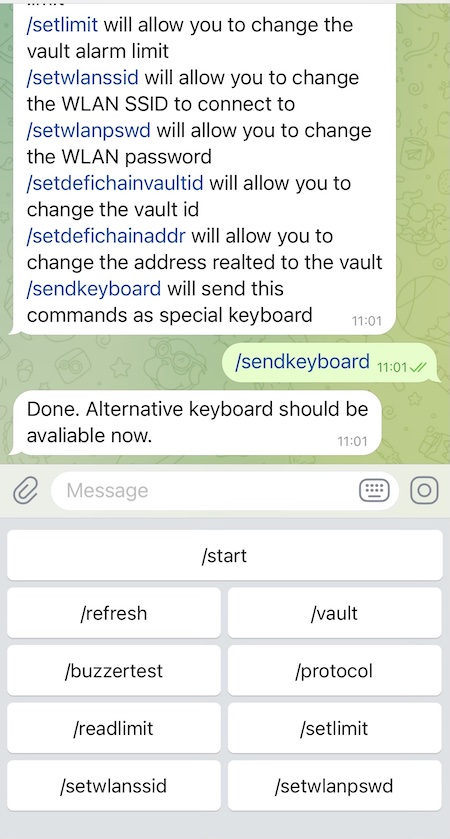 /setlimit will allow you to change the
vault alarm limit
/setwlanssid will allow you to change
the WLAN SSID to connect to
/setwlanpswd will allow you to change
the WLAN password
/setdefichainvaultid will allow you to
change the vault id
/setdefichainaddr will allow you to
change the address realted to the vault
/sendkeyboard will send this
commands as special keyboard 11:01
/sendkeyboard 11:01
Done. Alternative keyboard should be
avaliable now. 11:01
Message
/start
/refresh /vault
/buzzertest /protocol
/readlimit /setlimit
/setwlanssid /setwlanpswd